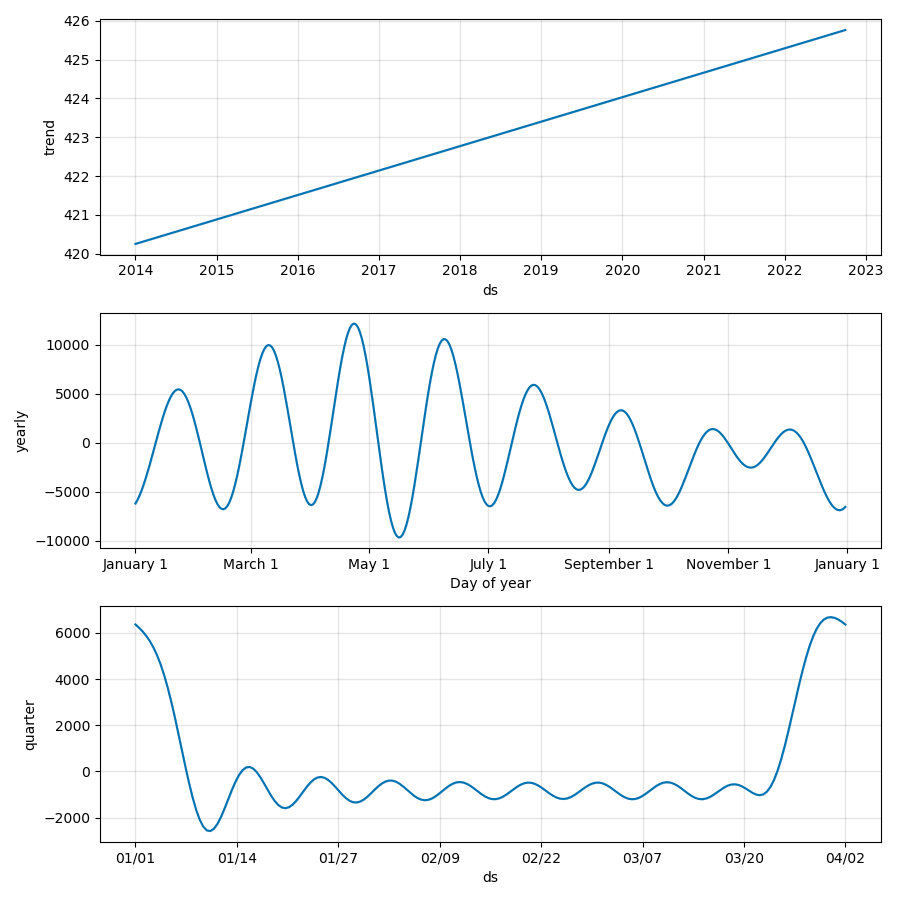 426
425
424
423
422
421
420
trend
2014 2015 2016 2017 2018 2019 2020 2021 2022 2023
ds
10000
5000
0
−5000
−10000
yearly
January 1 March 1 May 1 July 1 September 1 November 1 January 1
Day of year
6000
4000
2000
0
−2000
quarter
01/01 01/14 01/27 02/09 02/22 03/07 03/20 04/02
ds